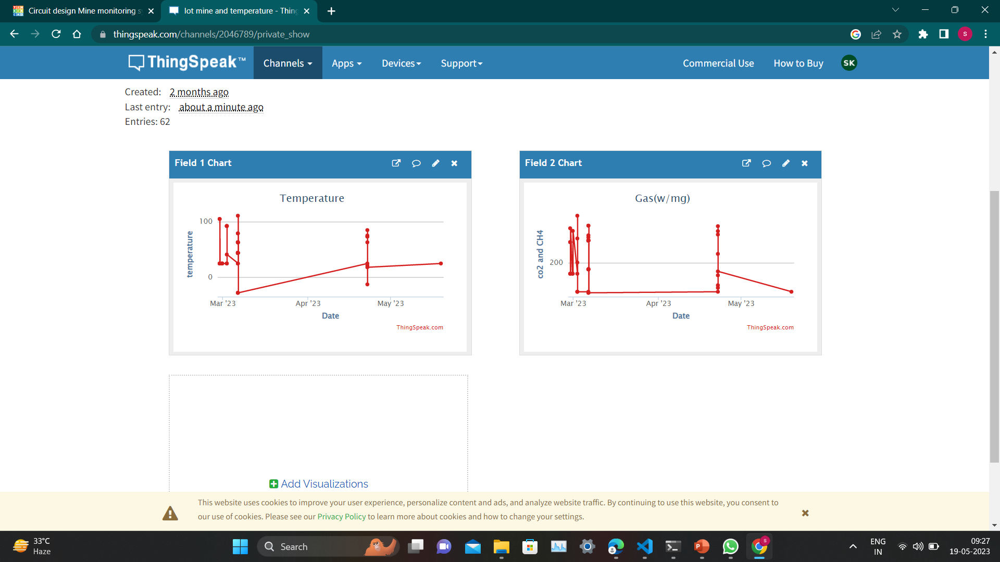 Circuit design Mine monitoring s
Iot mine and temperature - Thing
thingspeak.com/channels/2046789/private_show
S
ThingSpeak™
Channels
Apps
Devices
Support
Commercial Use
How to Buy
SK
Created: 2 months ago
Last entry: about a minute ago
Entries: 62
Field 1 Chart
Temperature
temperature
100
0
Mar '23
Apr '23
May '23
Date
ThingSpeak.com
Field 2 Chart
Gas(w/mg)
co2 and CH4
200
Mar '23
Apr '23
May '23
Date
ThingSpeak.com
Add Visualizations
This website uses cookies to improve your user experience, personalize content and ads, and analyze website traffic. By continuing to use this website, you consent to
our use of cookies. Please see our Privacy Policy to learn more about cookies and how to change your settings.
33°C
Haze
Search
ENG
IN
09:27
19-05-2023